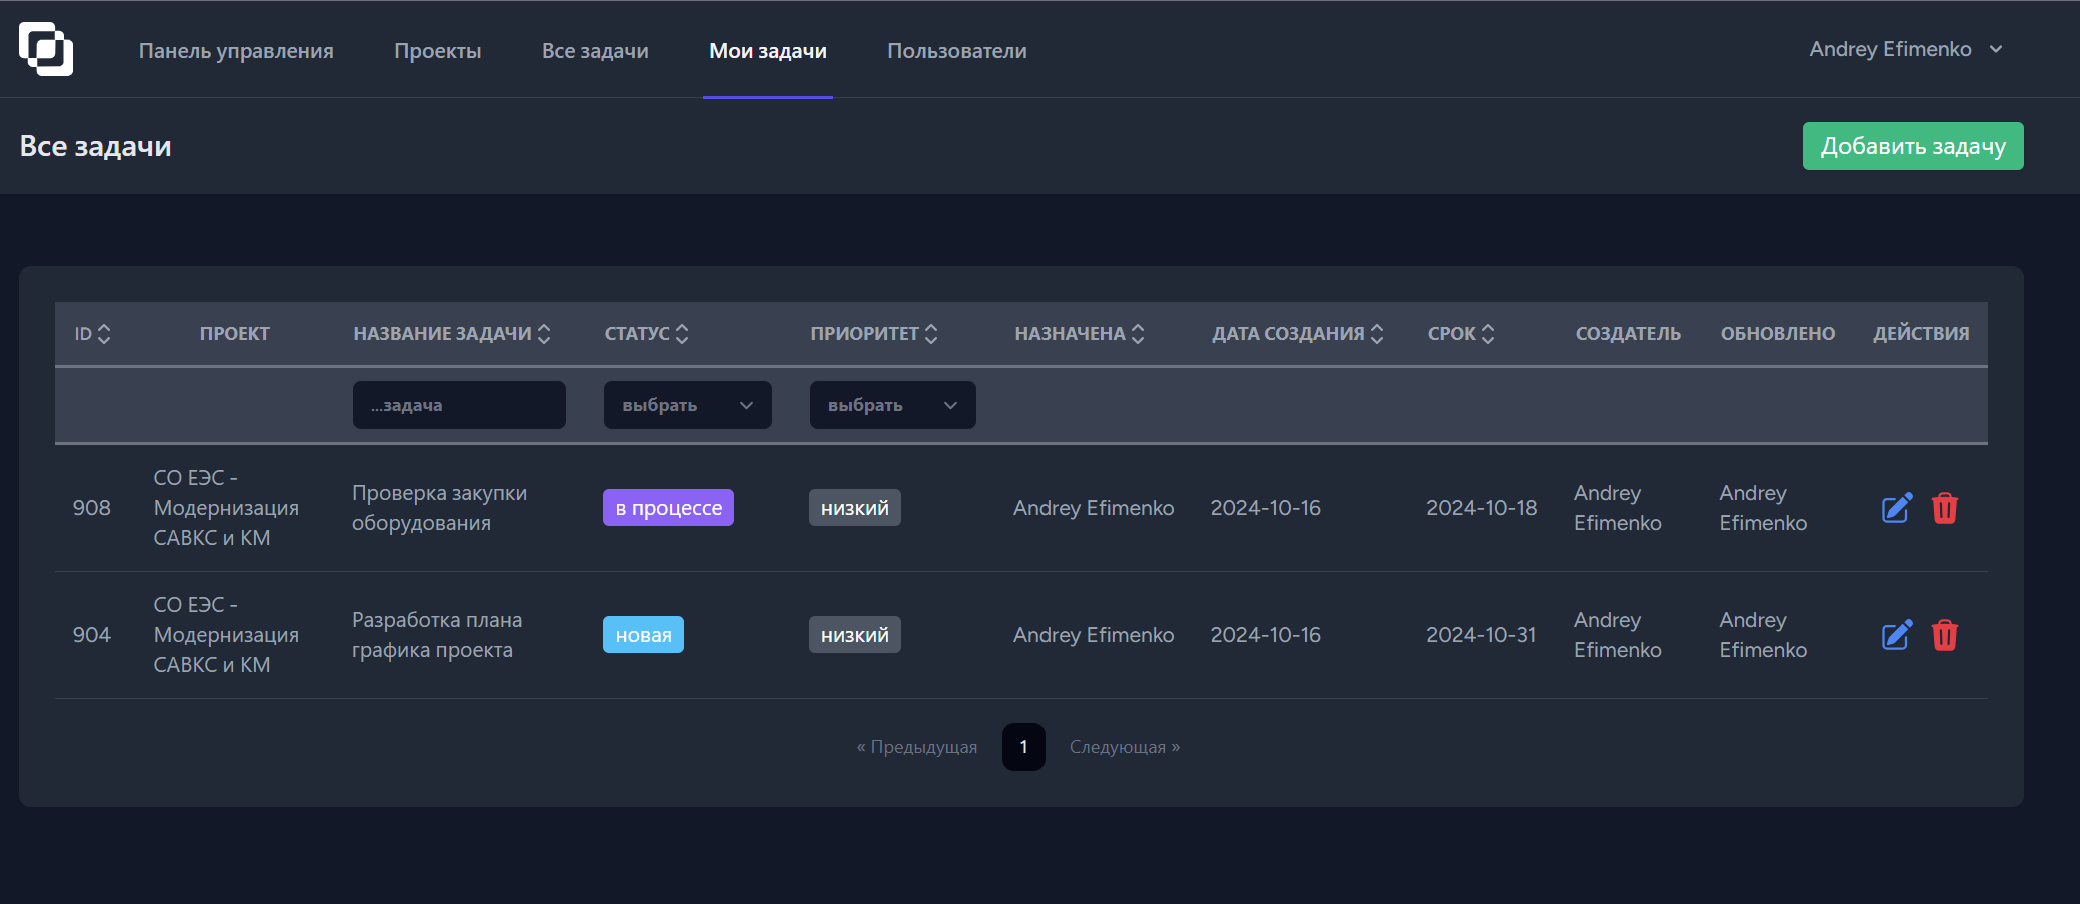 Панель управления Проекты Все задачи Мои задачи Пользователи Andrey Efimenko
Все задачи Добавить задачу
ID ПРОЕКТ НАЗВАНИЕ ЗАДАЧИ СТАТУС ПРИОРИТЕТ НАЗНАЧЕНА ДАТА СОЗДАНИЯ СРОК СОЗДАТЕЛЬ ОБНОВЛЕНО ДЕЙСТВИЯ
...задача выбрать выбрать
908
СО ЕЭС -
Модернизация
САВКС и КМ
Проверка закупки
оборудования
в процессе
низкий
Andrey Efimenko
2024-10-16
2024-10-18
Andrey
Efimenko
Andrey
Efimenko
904
СО ЕЭС -
Модернизация
САВКС и КМ
Разработка плана
графика проекта
новая
низкий
Andrey Efimenko
2024-10-16
2024-10-31
Andrey
Efimenko
Andrey
Efimenko
« Предыдущая 1 Следующая »